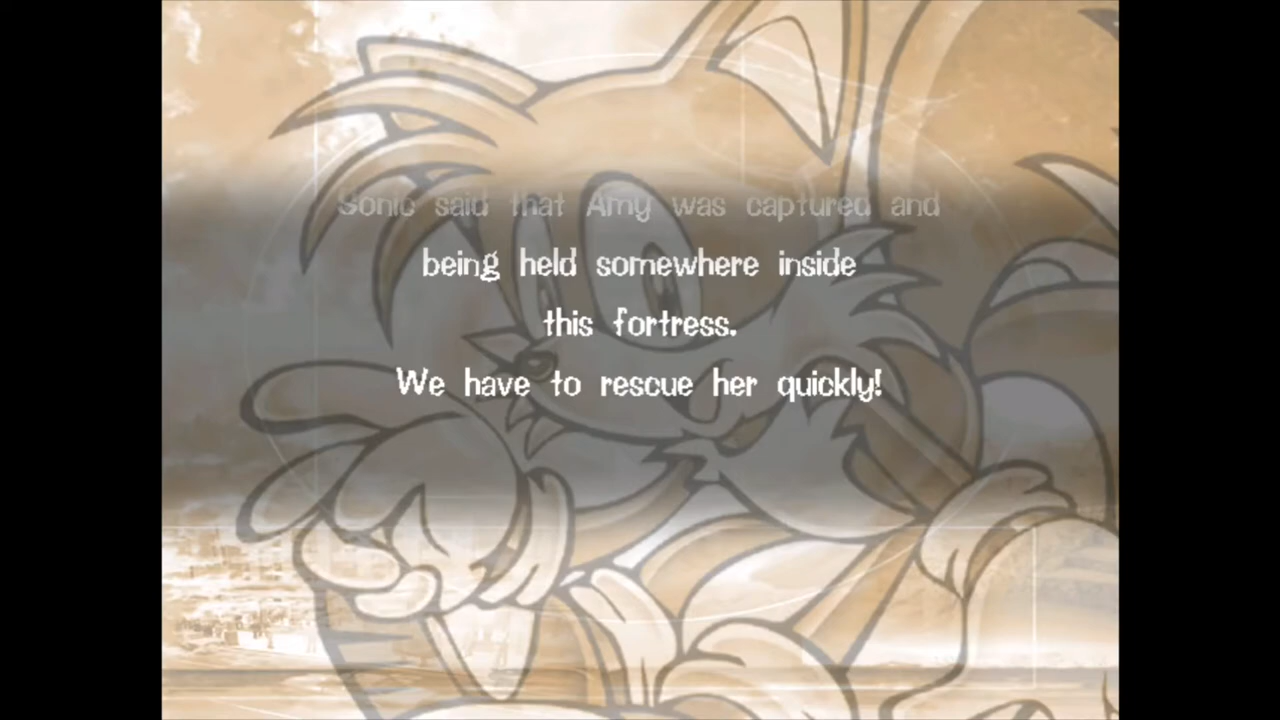 Sonic said that Amy was captured and
being held somewhere inside
this fortress.
We have to rescue her quickly!